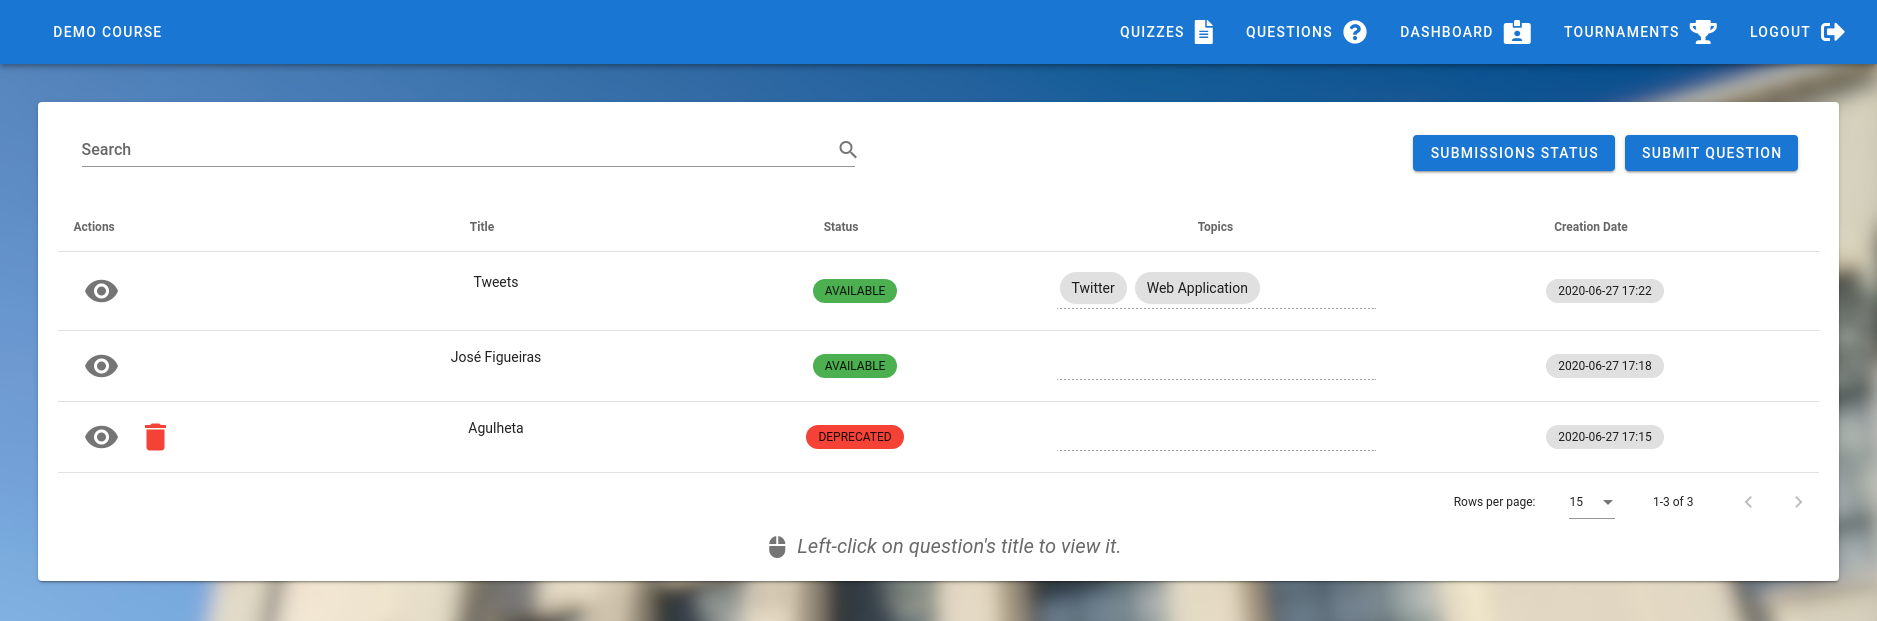 DEMO COURSE QUIZZES QUESTIONS DASHBOARD TOURNAMENTS LOGOUT
Search SUBMISSIONS STATUS SUBMIT QUESTION
Actions Title Status Topics Creation Date
Tweets AVAILABLE Twitter Web Application 2020-06-27 17:22
José Figueiras AVAILABLE 2020-06-27 17:18
Agulheta DEPRECATED 2020-06-27 17:15
Rows per page: 15 1-3 of 3
Left-click on question's title to view it.